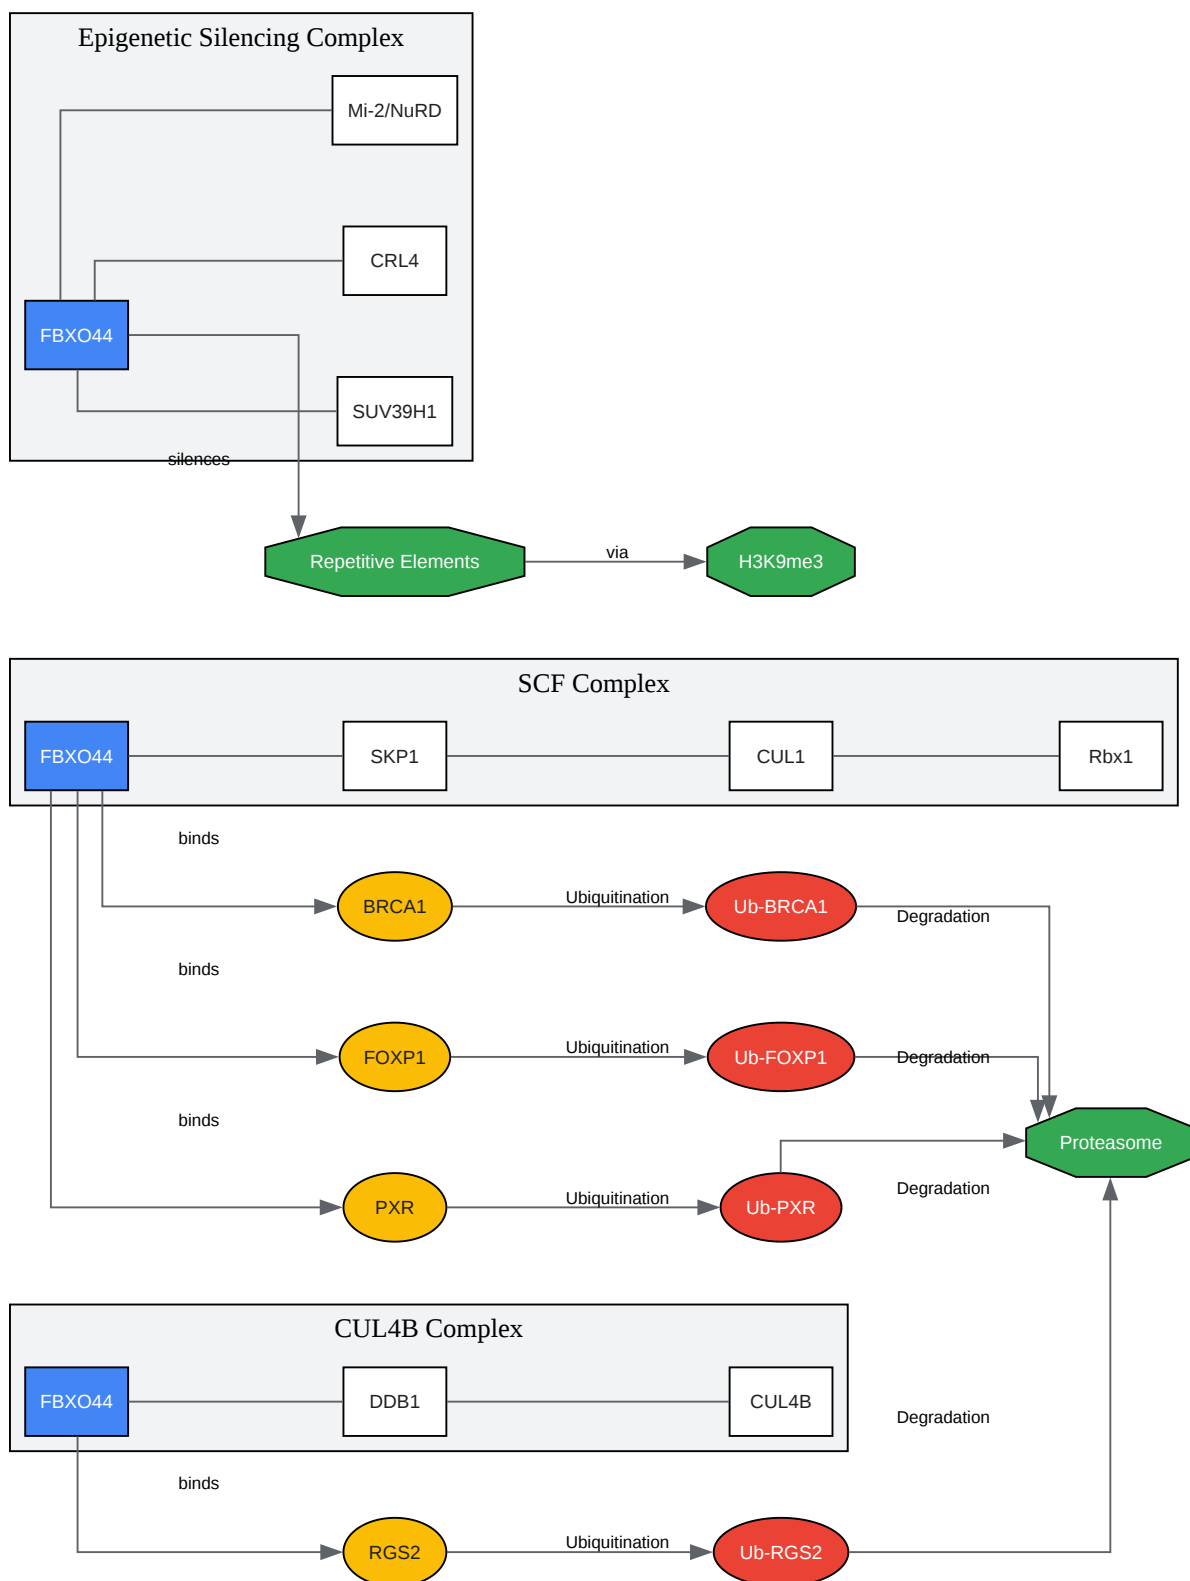 Epigenetic Silencing Complex
Mi-2/NuRD
CRL4
FBXO44
SUV39H1
silences
Repetitive Elements
via
H3K9me3
SCF Complex
FBXO44
SKP1
CUL1
Rbx1
binds
BRCA1
Ubiquitination
Ub-BRCA1
Degradation
binds
FOXP1
Ubiquitination
Ub-FOXP1
Degradation
binds
Proteasome
PXR
Ubiquitination
Ub-PXR
Degradation
CUL4B Complex
FBXO44
DDB1
CUL4B
Degradation
binds
RGS2
Ubiquitination
Ub-RGS2